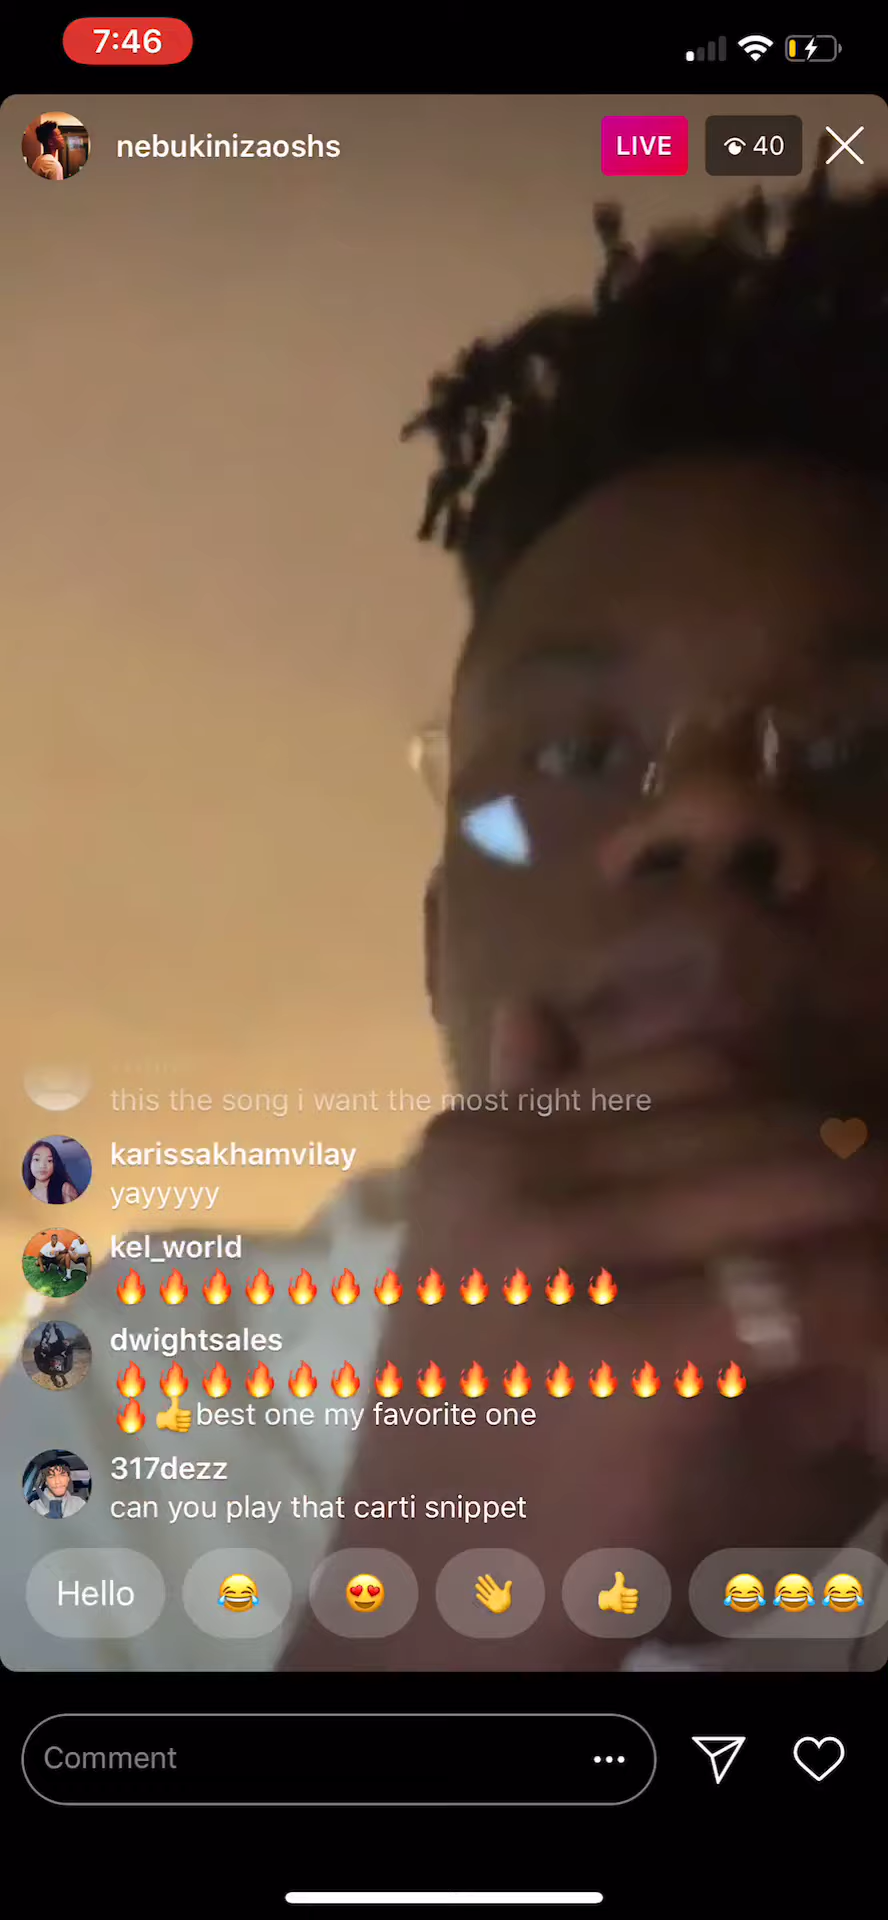 7:46
nebukinizaoshs
LIVE
40
this the song i want the most right here
karissakhamvilay
yayyyyy
kel_world
🔥🔥🔥🔥🔥🔥🔥🔥🔥🔥🔥🔥
dwightsales
🔥🔥🔥🔥🔥🔥🔥🔥🔥🔥🔥🔥🔥🔥🔥
🔥👍best one my favorite one
317dezz
can you play that carti snippet
Hello 😂 😍 👋 👍 😂😂😂
Comment